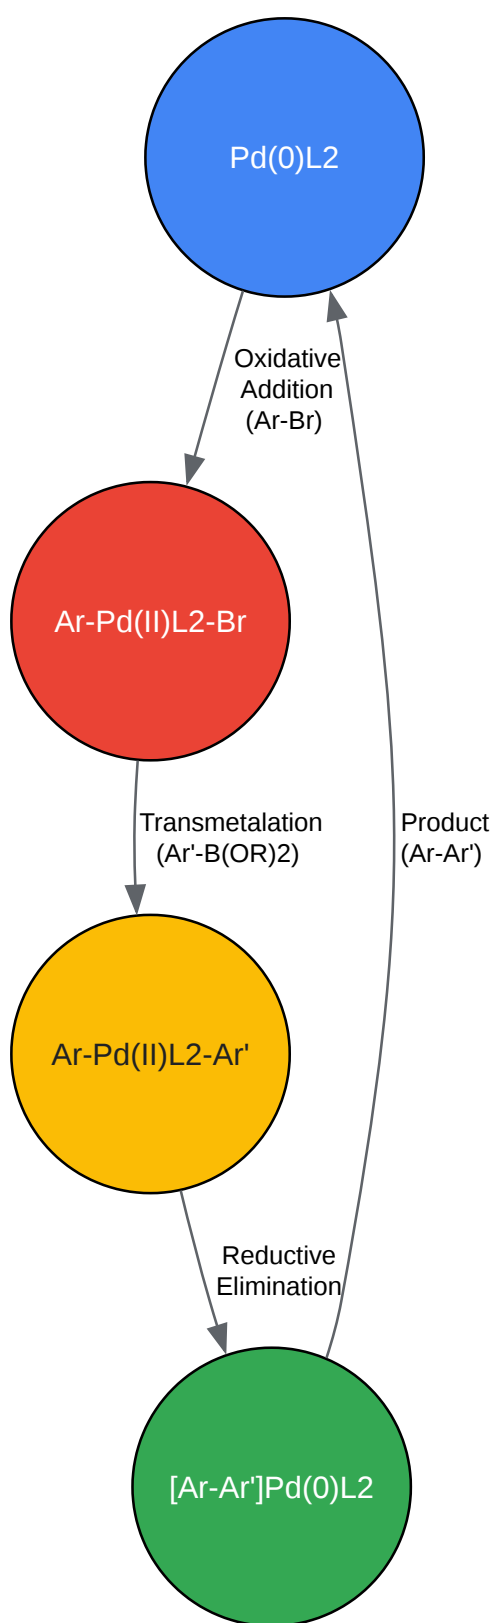 Pd(0)L2
Oxidative
Addition
(Ar-Br)
Ar-Pd(II)L2-Br
Transmetalation
(Ar'-B(OR)2)
Product
(Ar-Ar')
Ar-Pd(II)L2-Ar'
Reductive
Elimination
[Ar-Ar']Pd(0)L2